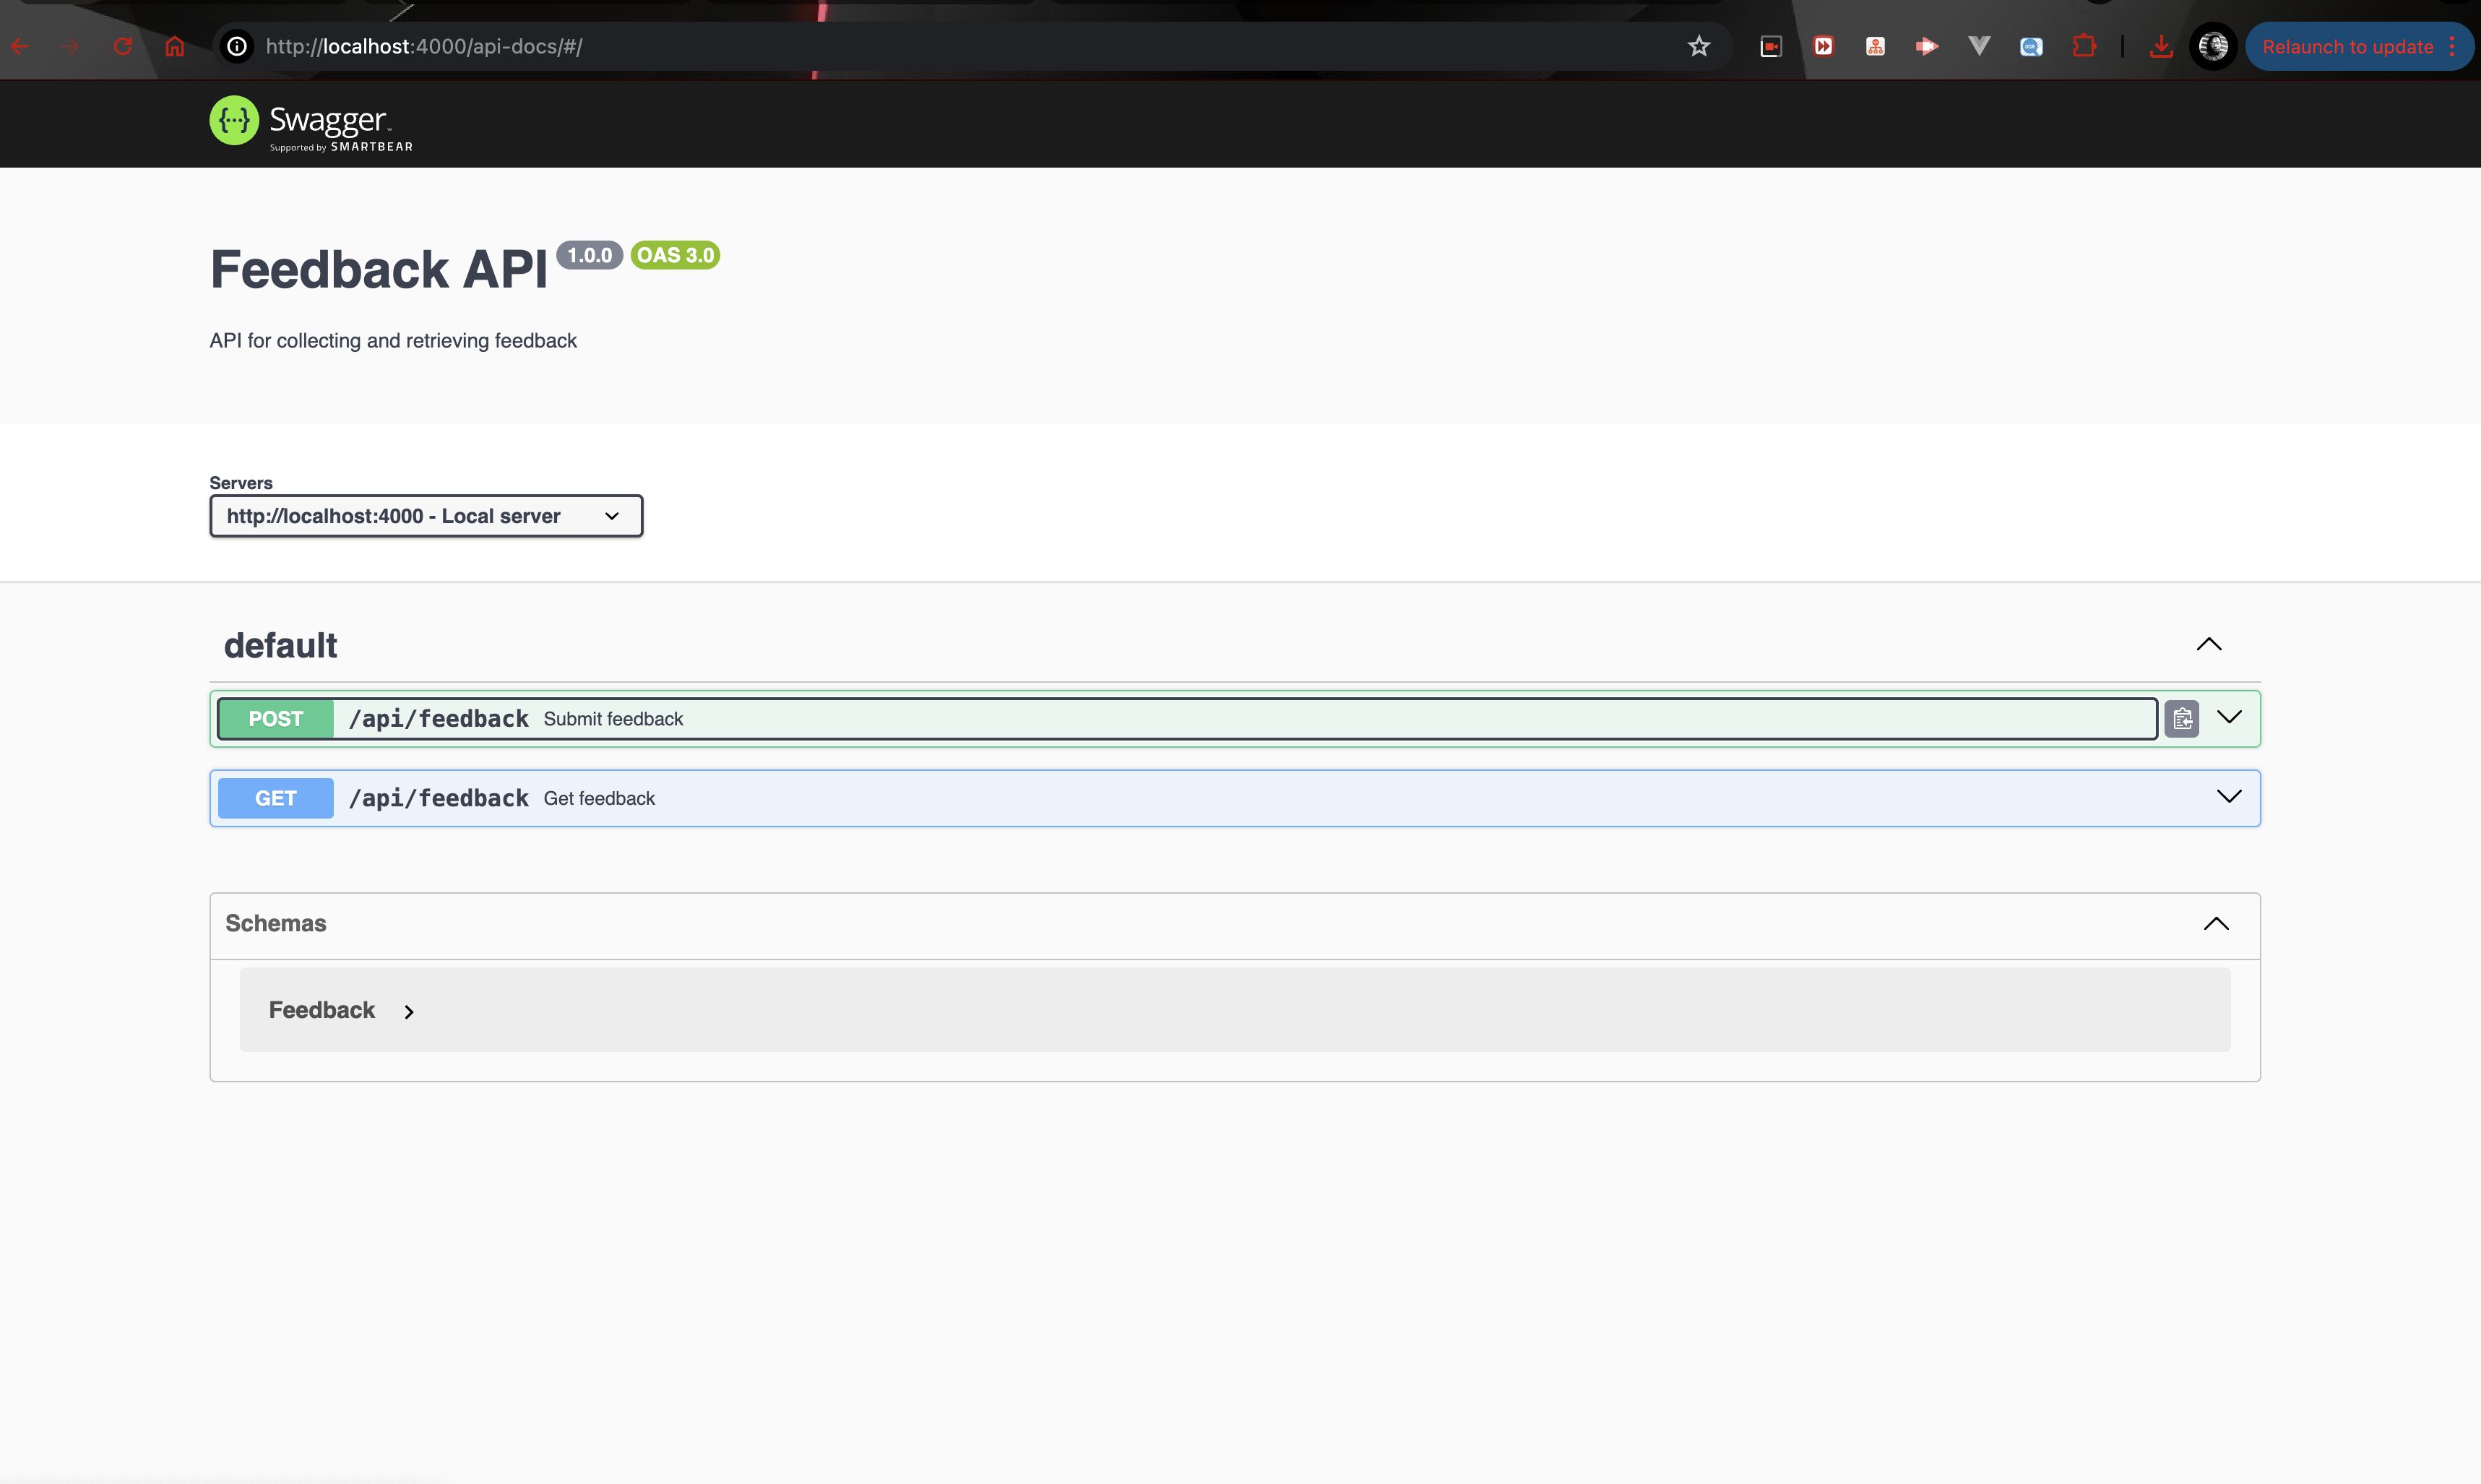 http://localhost:4000/api-docs/#/
Relaunch to update
Swagger
Supported by SMARTBEAR
Feedback API 1.0.0 OAS 3.0
API for collecting and retrieving feedback
Servers
http://localhost:4000 - Local server
default
POST /api/feedback Submit feedback
GET /api/feedback Get feedback
Schemas
Feedback